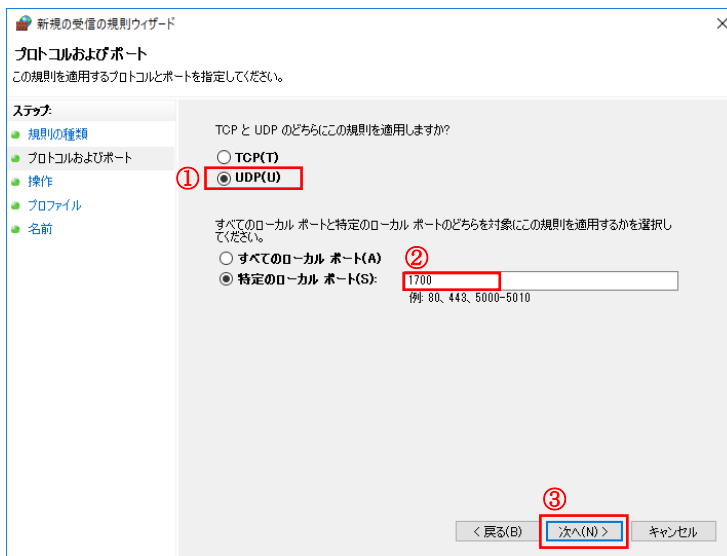 新規の受信の規則ウィザード
プロトコルおよびポート
この規則を適用するプロトコルとポートを指定してください。
ステップ:
規則の種類
プロトコルおよびポート
操作
プロファイル
名前
TCP と UDP のどちらにこの規則を適用しますか?
TCP(T)
① UDP(U)
すべてのローカル ポートと特定のローカル ポートのどちらを対象にこの規則を適用するかを選択し
てください。
すべてのローカル ポート(A)
②
特定のローカル ポート(S): 1700
例: 80、443、5000-5010
③
< 戻る(B) 次へ(N) > キャンセル